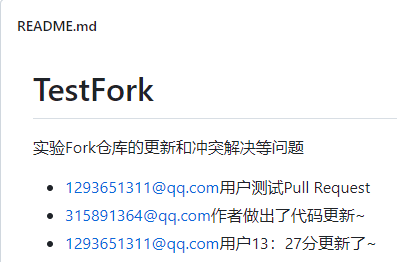 README.md
TestFork
实验Fork仓库的更新和冲突解决等问题
1293651311@qq.com用户测试Pull Request
315891364@qq.com作者做出了代码更新~
1293651311@qq.com用户13：27分更新了~